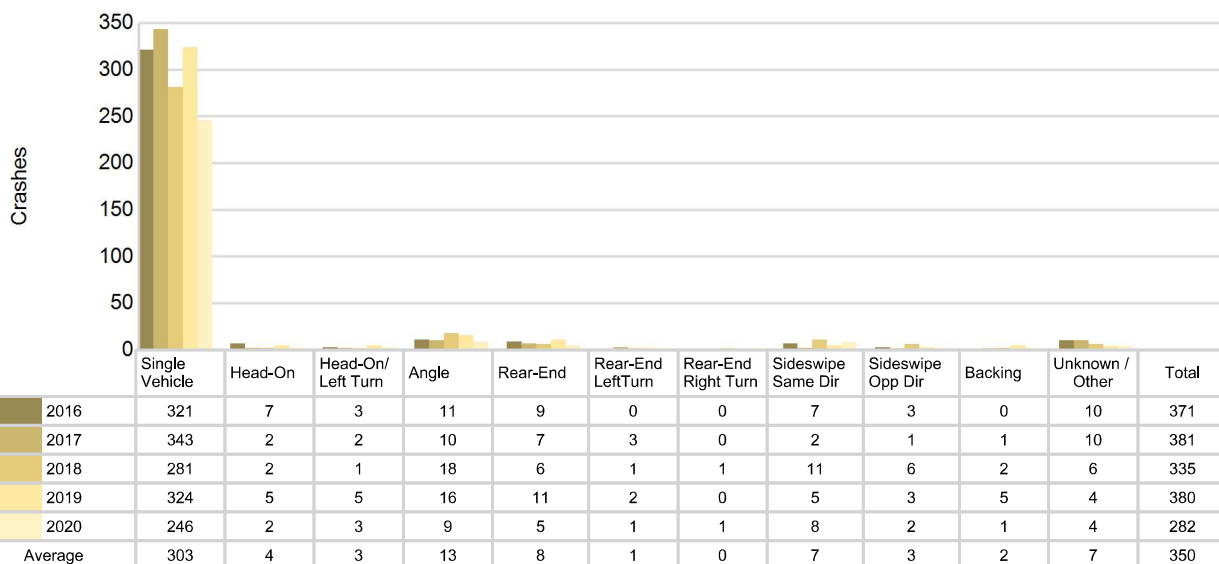 350
300
250
200
150
100
50
0
Crashes
Single Vehicle Head-On Head-On/ Left Turn Angle Rear-End Rear-End LeftTurn Rear-End Right Turn Sideswipe Same Dir Sideswipe Opp Dir Backing Unknown / Other Total
2016 321 7 3 11 9 0 0 7 3 0 10 371
2017 343 2 2 10 7 3 0 2 1 1 10 381
2018 281 2 1 18 6 1 1 11 6 2 6 335
2019 324 5 5 16 11 2 0 5 3 5 4 380
2020 246 2 3 9 5 1 1 8 2 1 4 282
Average 303 4 3 13 8 1 0 7 3 2 7 350